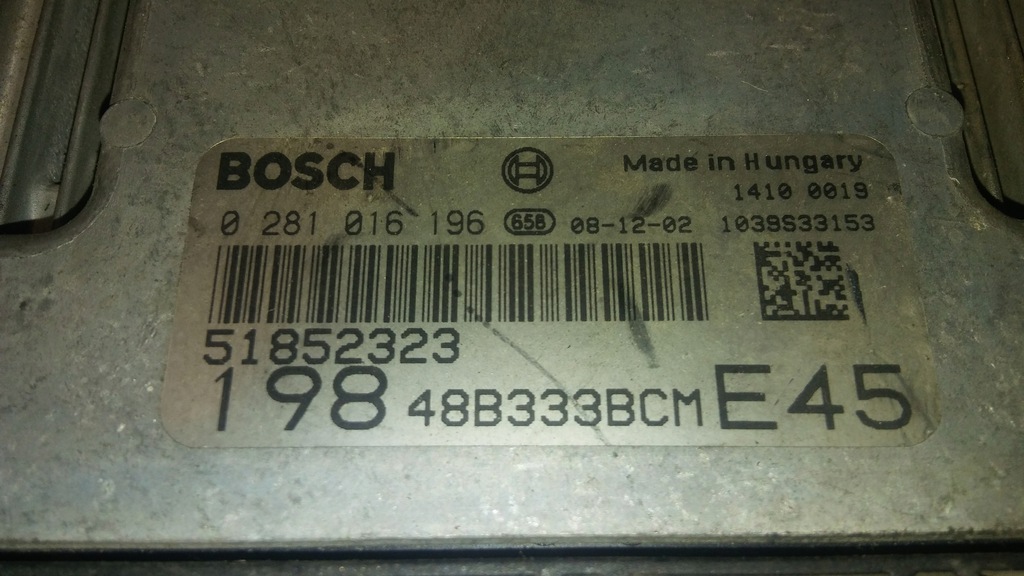 BOSCH Made in Hungary
1410 0019
0 281 016 196 658 08-12-02 1039S33153
51852323
198 48B333BCM E45